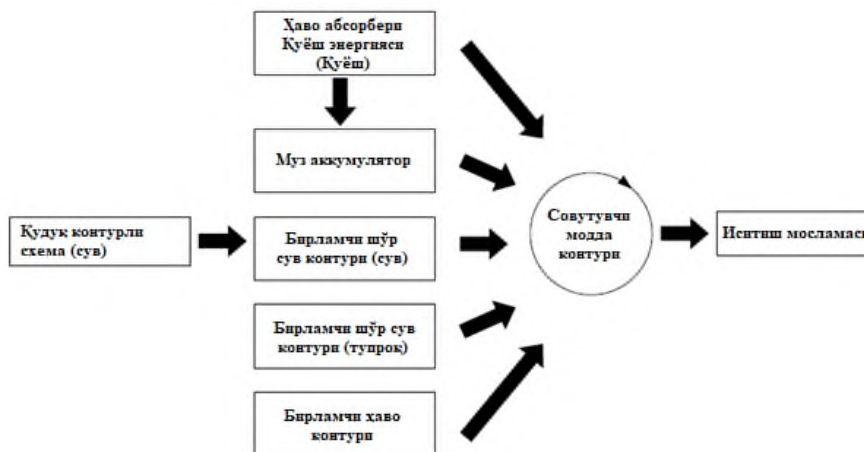 Ҳаво абсорбери
Қуёш энергияси
(Қуёш)
Муз аккумулятор
Қудуқ контурли
схема (сув)
Бирламчи шўр
сув контури (сув)
Бирламчи шўр сув
контури (тупроқ)
Бирламчи ҳаво
контури
Совутувчи
модда
контури
Иситиш мосламаси